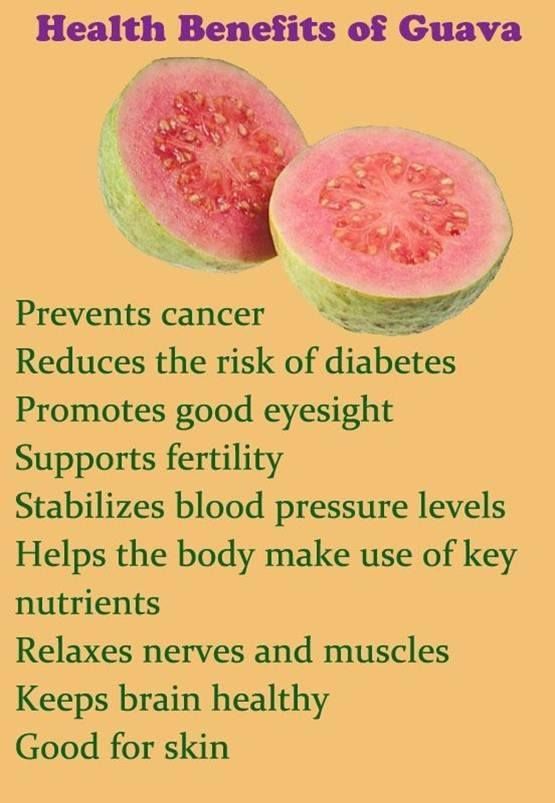 Health Benefits of Guava
Prevents cancer
Reduces the risk of diabetes
Promotes good eyesight
Supports fertility
Stabilizes blood pressure levels
Helps the body make use of key
nutrients
Relaxes nerves and muscles
Keeps brain healthy
Good for skin